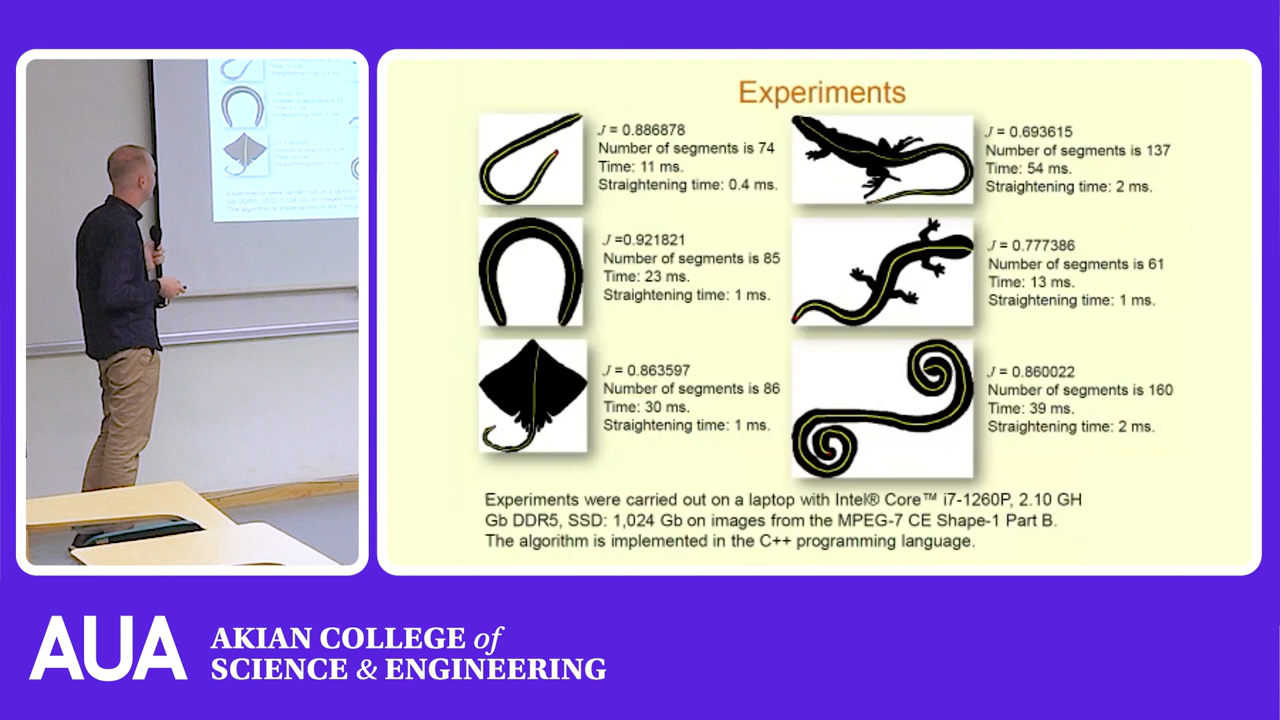 Experiments
J = 0.886878
Number of segments is 74
Time: 11 ms.
Straightening time: 0.4 ms.
J =0.921821
Number of segments is 85
Time: 23 ms.
Straightening time: 1 ms.
J = 0.863597
Number of segments is 86
Time: 30 ms.
Straightening time: 1 ms.
J = 0.693615
Number of segments is 137
Time: 54 ms.
Straightening time: 2 ms.
J = 0.777386
Number of segments is 61
Time: 13 ms.
Straightening time: 1 ms.
J = 0.860022
Number of segments is 160
Time: 39 ms.
Straightening time: 2 ms.
Experiments were carried out on a laptop with Intel® Core™ i7-1260P, 2.10 GH
Gb DDR5, SSD: 1,024 Gb on images from the MPEG-7 CE Shape-1 Part B.
The algorithm is implemented in the C++ programming language.
AUA
AKIAN COLLEGE of
SCIENCE & ENGINEERING